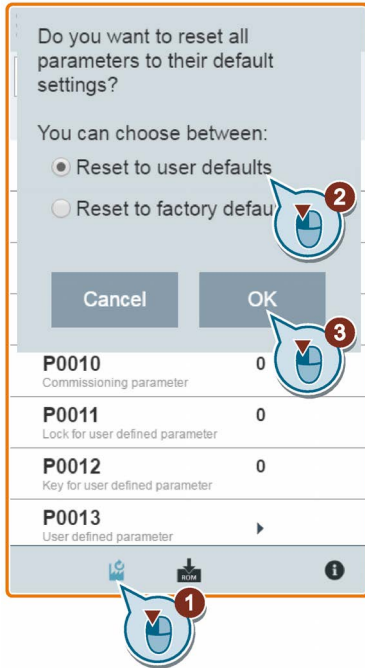 Do you want to reset all
parameters to their default
settings?
You can choose between:
Reset to user defaults
2
Reset to factory defau
Cancel
OK
3
P0010
0
Commissioning parameter
P0011
0
Lock for user defined parameter
P0012
0
Key for user defined parameter
P0013
User defined parameter
ROM
i
1